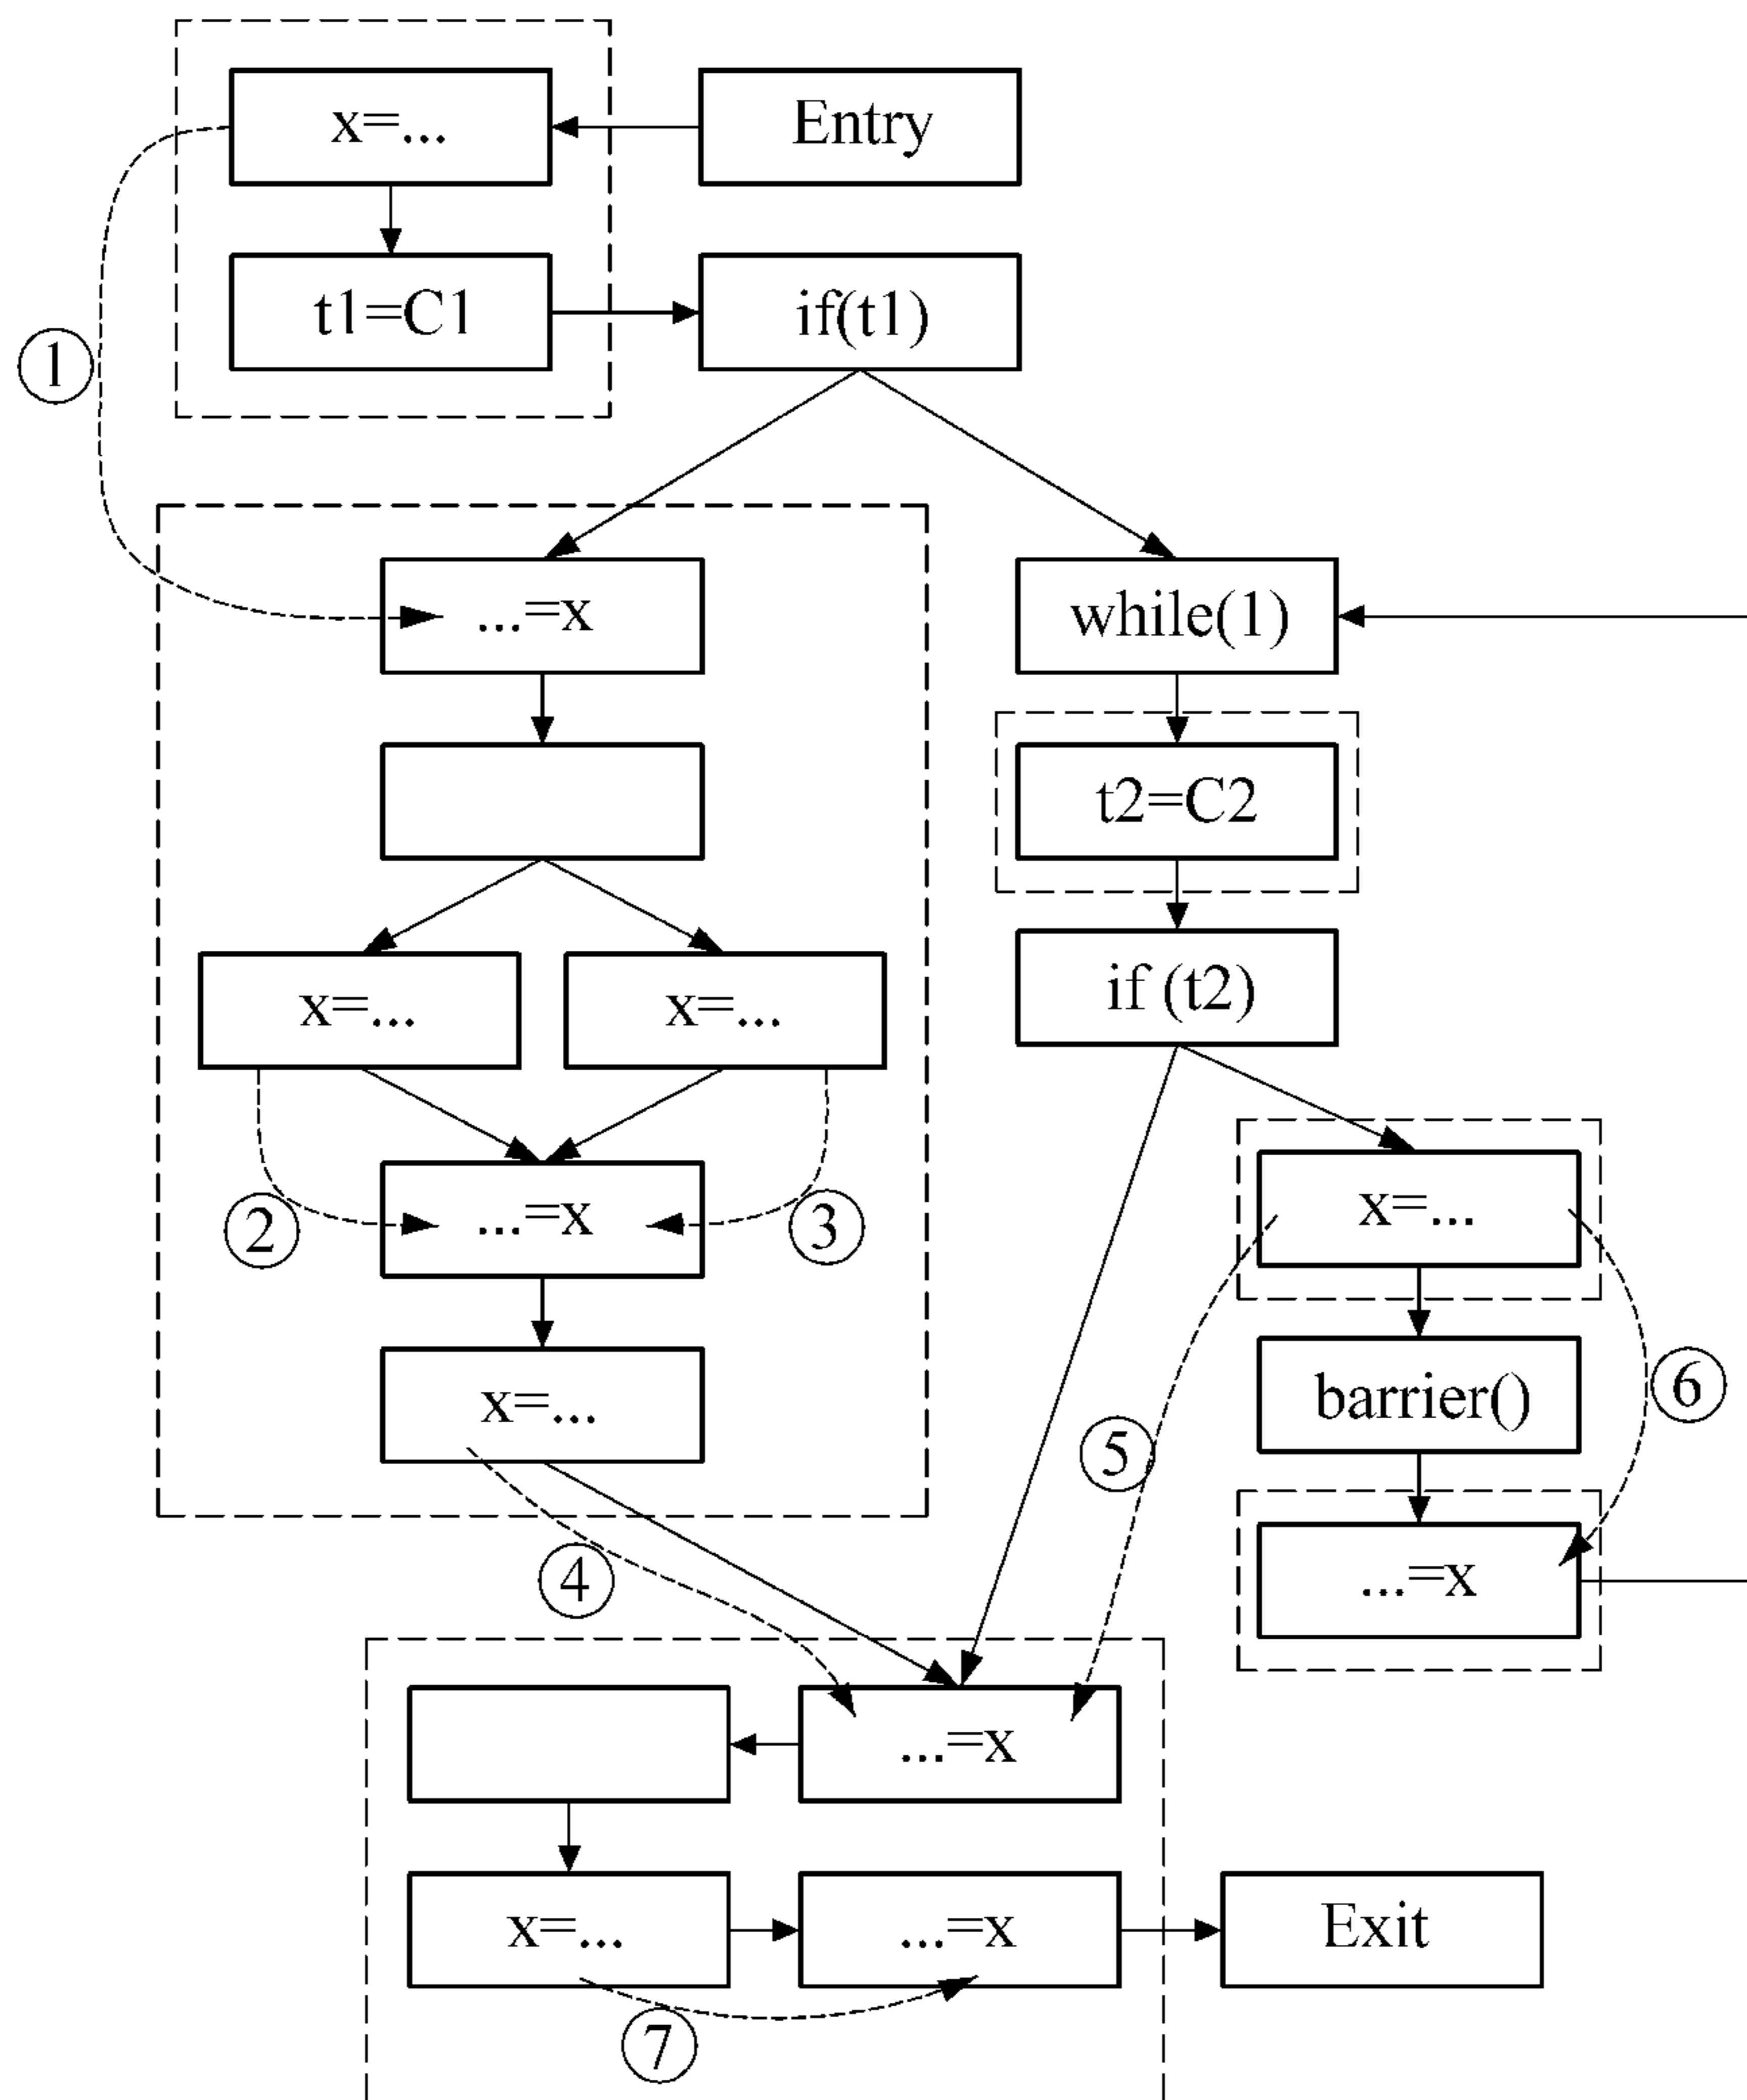 x=...
Entry
t1=C1
if(t1)
1
...=x
while(1)
t2=C2
x=...
x=...
if (t2)
2
...=x
3
x=...
x=...
barrier()
6
5
4
...=x
...=x
x=...
...=x
Exit
7